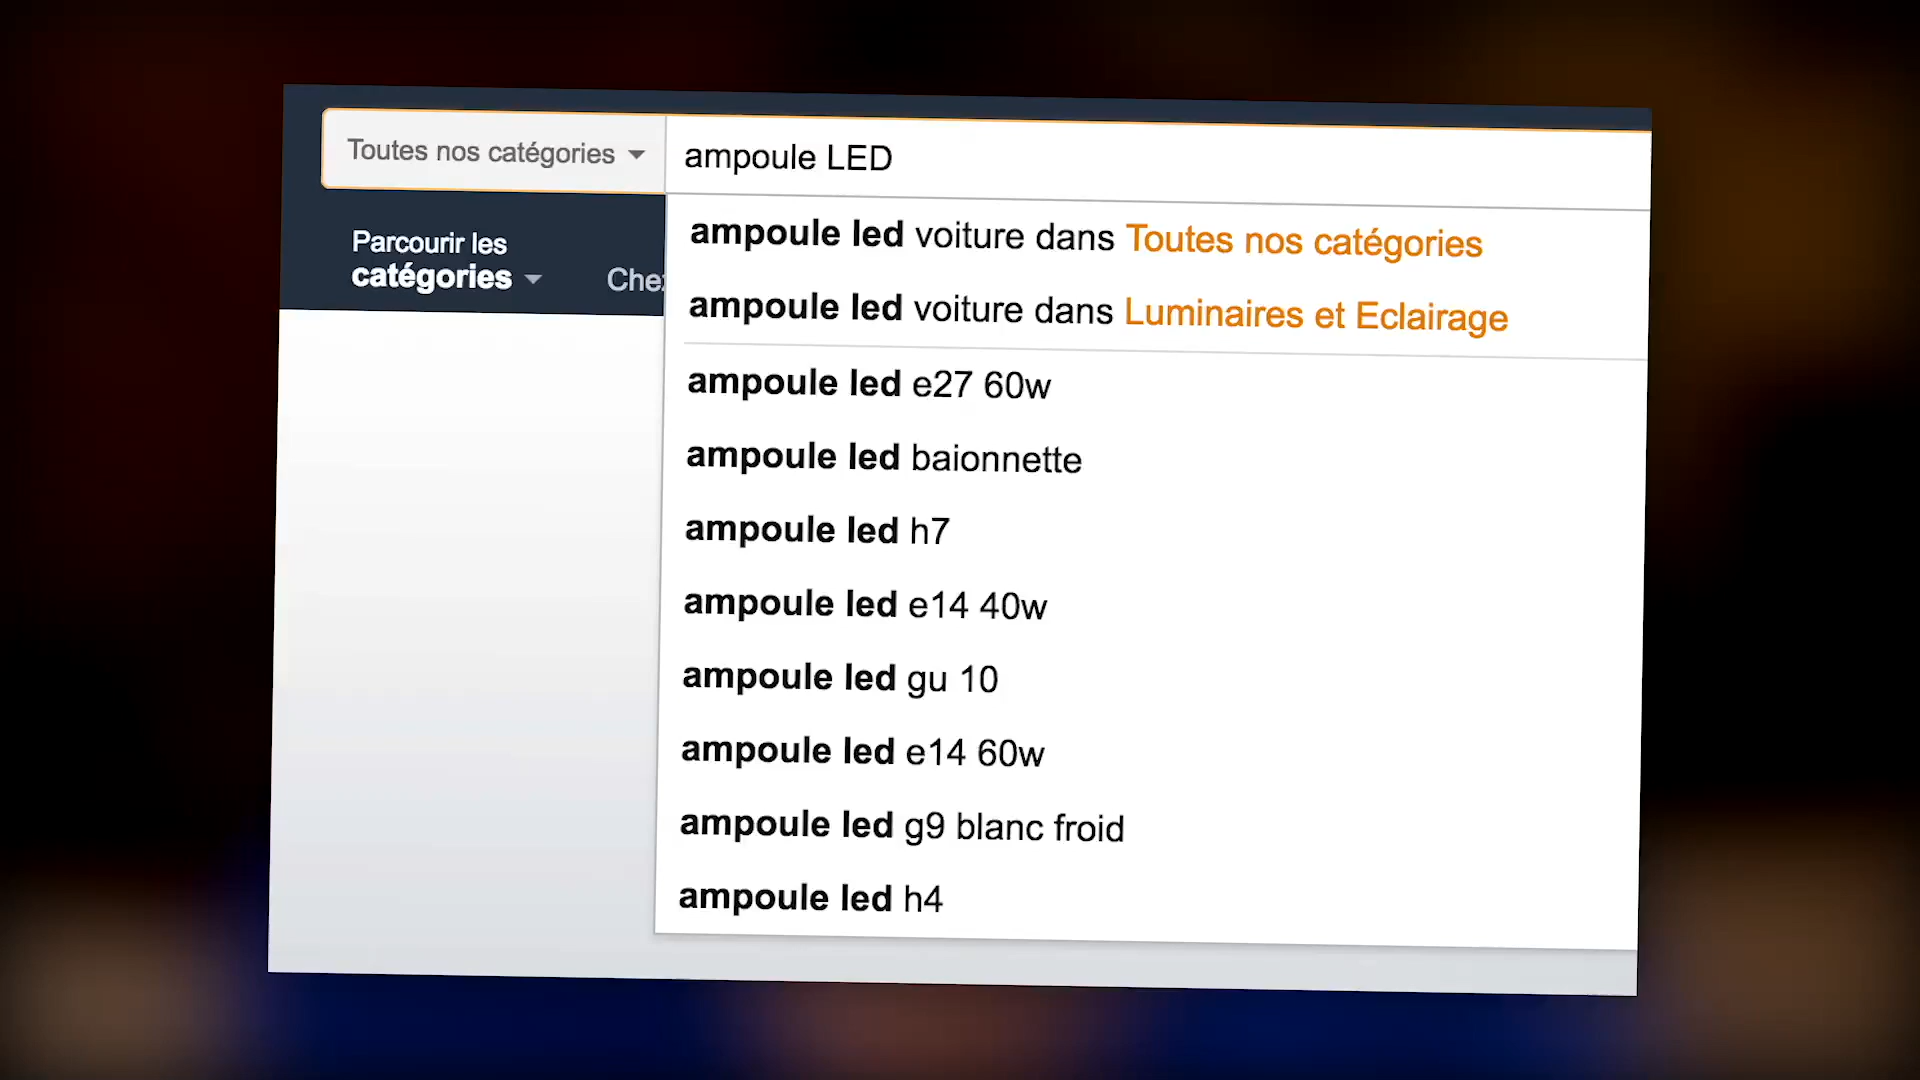 Toutes nos catégories
ampoule LED
Parcourir les
catégories
Chez
ampoule led voiture dans Toutes nos catégories
ampoule led voiture dans Luminaires et Eclairage
ampoule led e27 60w
ampoule led baionnette
ampoule led h7
ampoule led e14 40w
ampoule led gu 10
ampoule led e14 60w
ampoule led g9 blanc froid
ampoule led h4